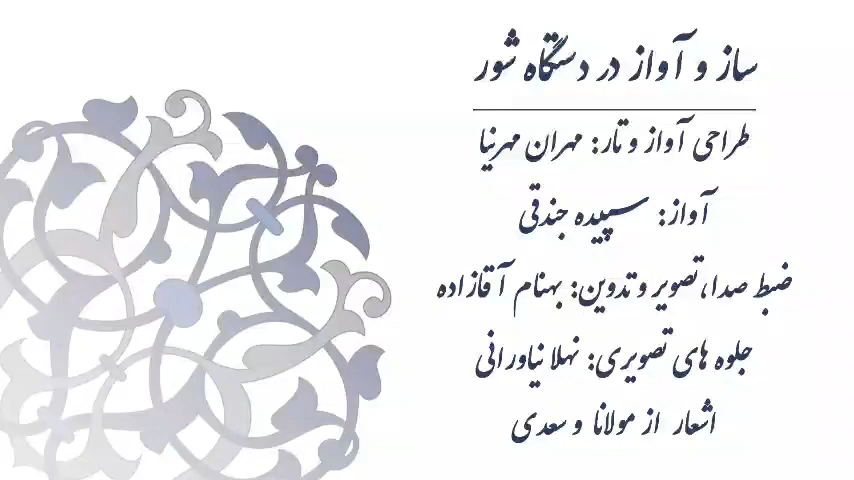 ساز و آواز در دستگاه شور
طراحی آواز و تار: مهران مهرنیا
آواز: سپیده جندقی
ضبط صدا، تصویر و تدوین: بهنام آقازاده
جلوه های تصویری: نهلا نیاورانی
اشعار از مولانا و سعدی